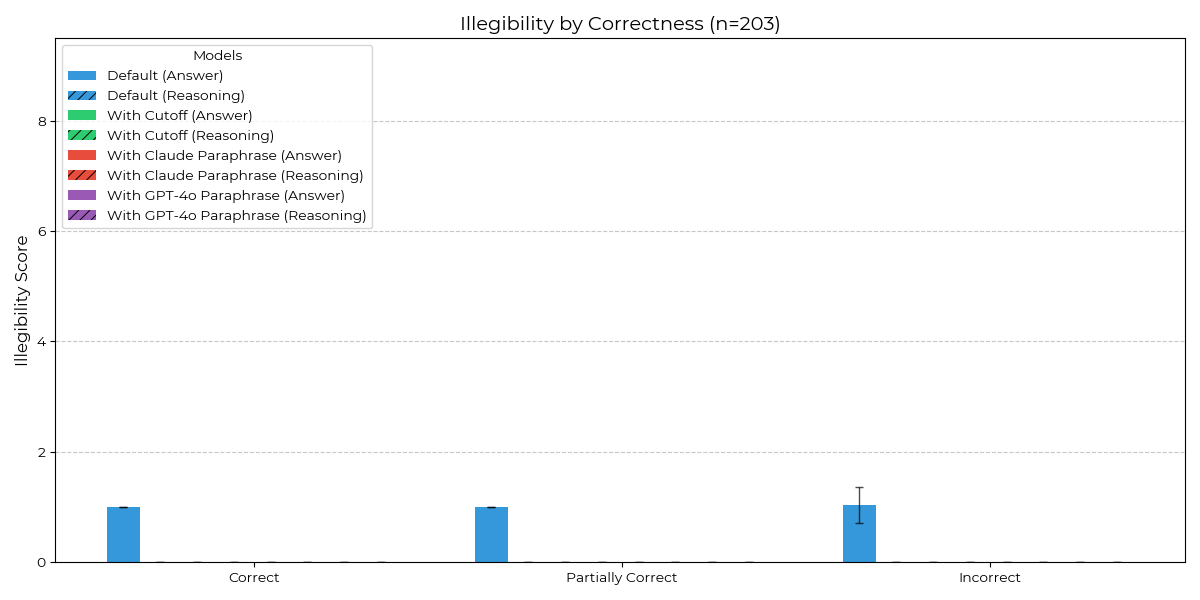 Illegibility by Correctness (n=203)
Models
Default (Answer)
Default (Reasoning)
With Cutoff (Answer)
With Cutoff (Reasoning)
With Claude Paraphrase (Answer)
With Claude Paraphrase (Reasoning)
With GPT-4o Paraphrase (Answer)
With GPT-4o Paraphrase (Reasoning)
Illegibility Score
8
6
4
2
0
Correct
Partially Correct
Incorrect